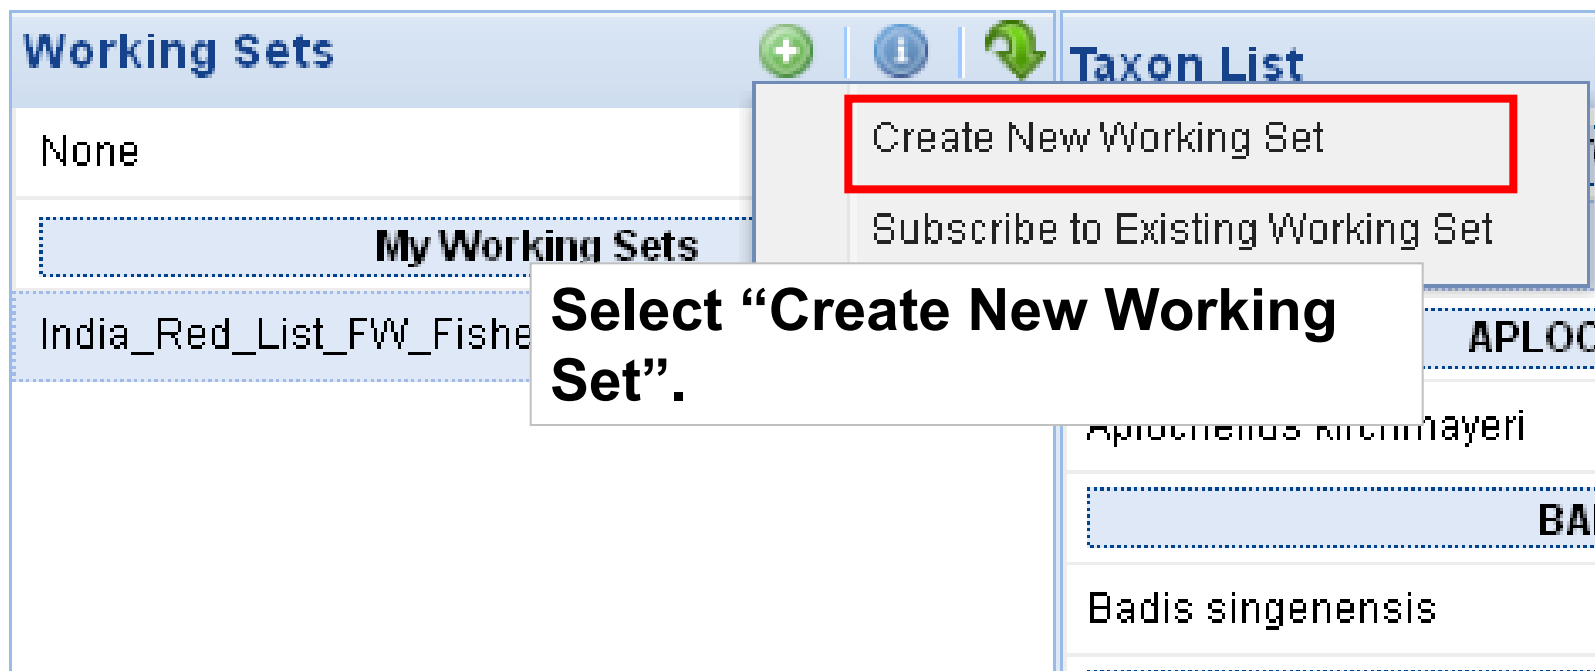 Working Sets
Taxon List
Create New Working Set
None
Subscribe to Existing Working Set
My Working Sets
Select “Create New Working
Set”.
India_Red_List_FW_Fishe
APLOC
Badis singenensis